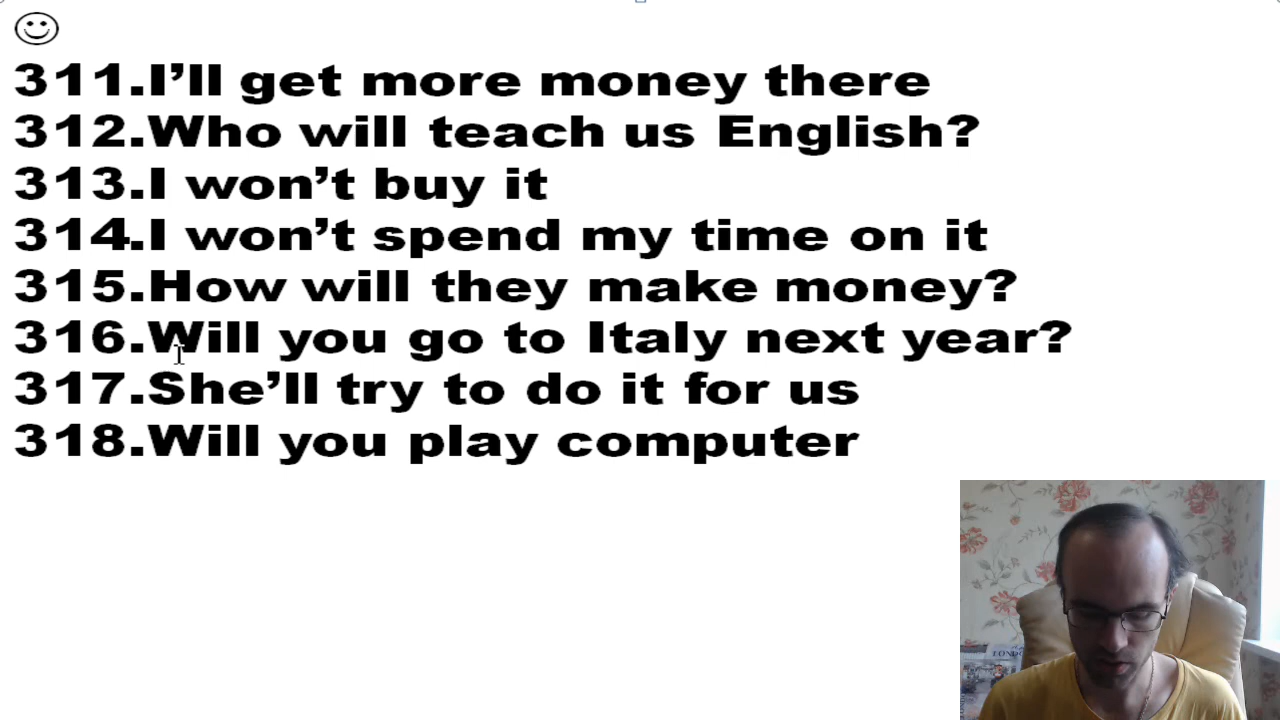 311.I’ll get more money there
312.Who will teach us English?
313.I won’t buy it
314.I won’t spend my time on it
315.How will they make money?
316.Will you go to Italy next year?
317.She’ll try to do it for us
318.Will you play computer